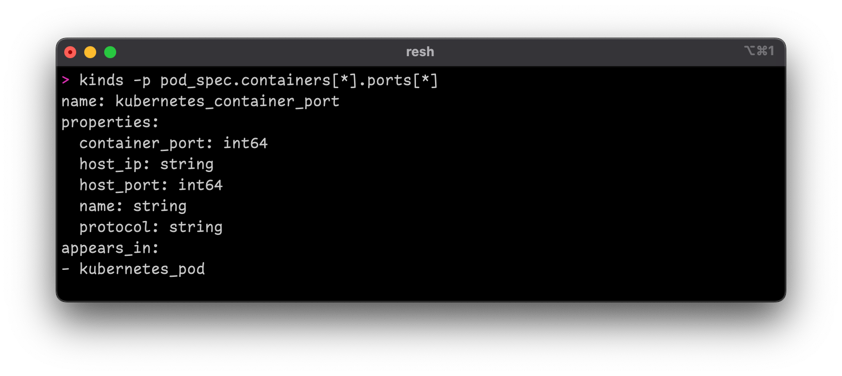 resh
⌥⌘1
> kinds -p pod_spec.containers[*].ports[*]
name: kubernetes_container_port
properties:
  container_port: int64
  host_ip: string
  host_port: int64
  name: string
  protocol: string
appears_in:
- kubernetes_pod